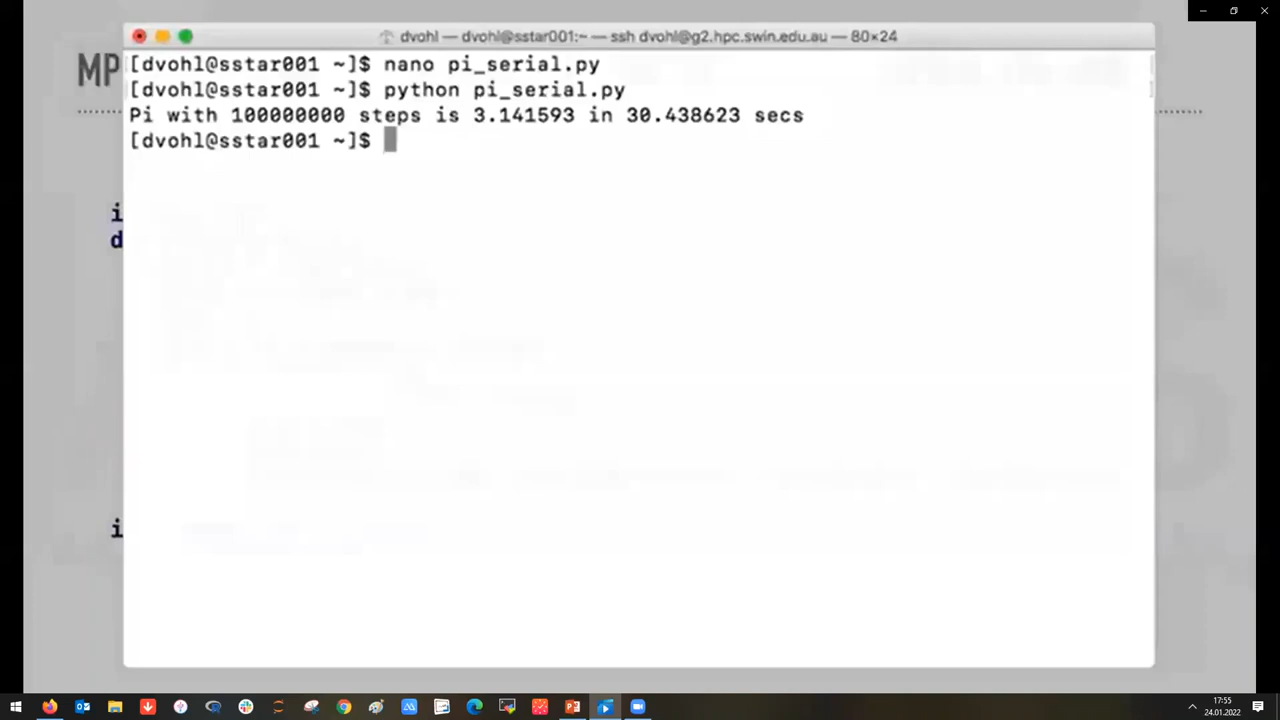 dvohl — dvohl@sstar001:~ — ssh dvohl@g2.hpc.swin.edu.au — 80×24
MP
[dvohl@sstar001 ~]$ nano pi_serial.py
[dvohl@sstar001 ~]$ python pi_serial.py
Pi with 100000000 steps is 3.141593 in 30.438623 secs
[dvohl@sstar001 ~]$
i
d
i
17:55
24.01.2022